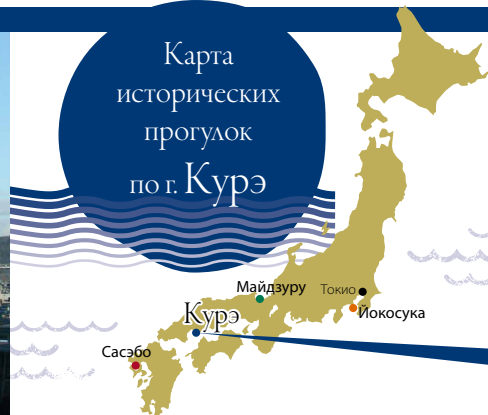 Карта
исторических
прогулок
по г. Курэ
Майдзуру
Токио
Йокосука
Курэ
Сасэбо